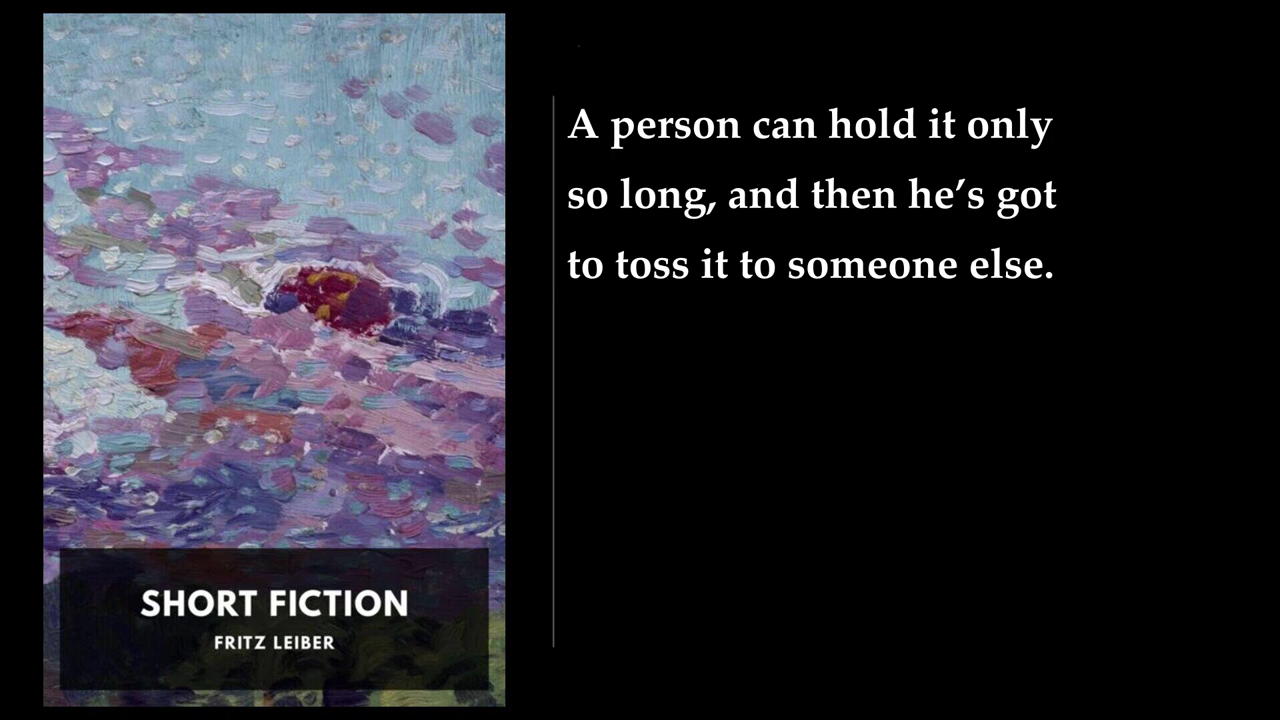 A person can hold it only
so long, and then he’s got
to toss it to someone else.
SHORT FICTION
FRITZ LEIBER